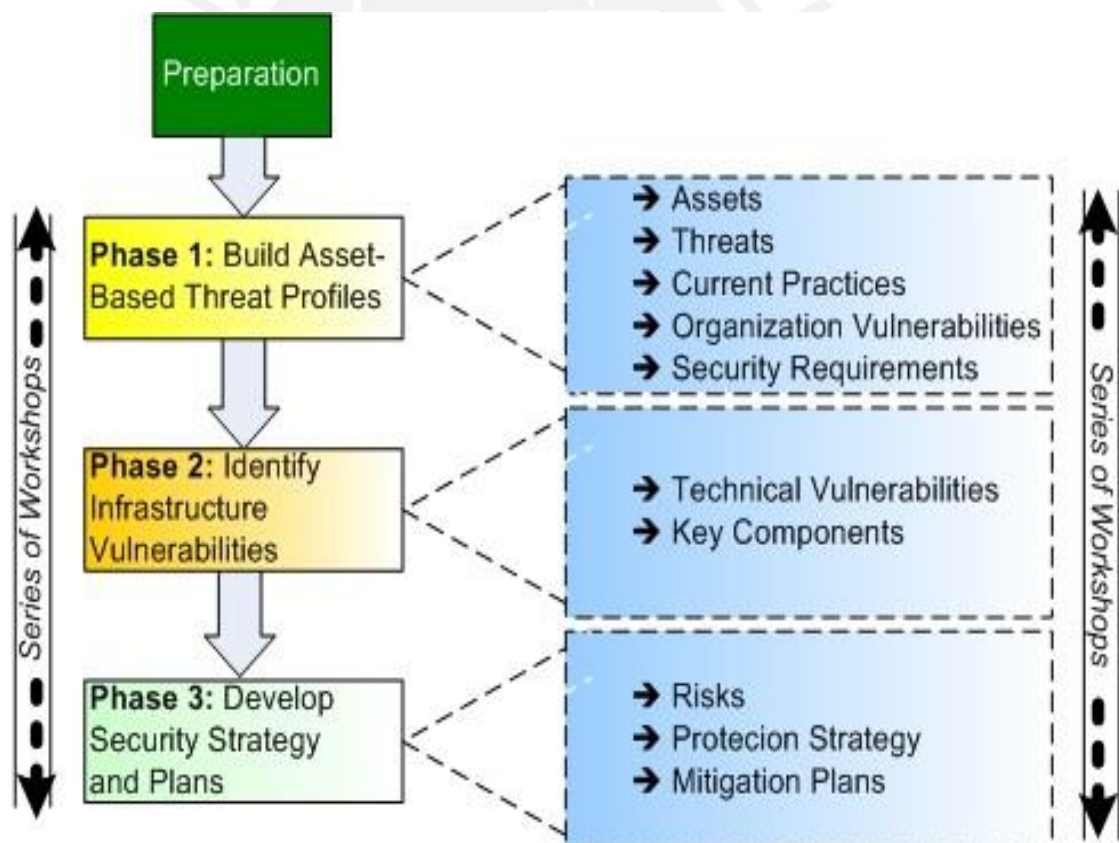 Preparation
Phase 1: Build Asset-
Based Threat Profiles
→ Assets
→ Threats
→ Current Practices
→ Organization Vulnerabilities
→ Security Requirements
Phase 2: Identify
Infrastructure
Vulnerabilities
→ Technical Vulnerabilities
→ Key Components
Phase 3: Develop
Security Strategy
and Plans
→ Risks
→ Protecion Strategy
→ Mitigation Plans
Series of Workshops
Series of Workshops